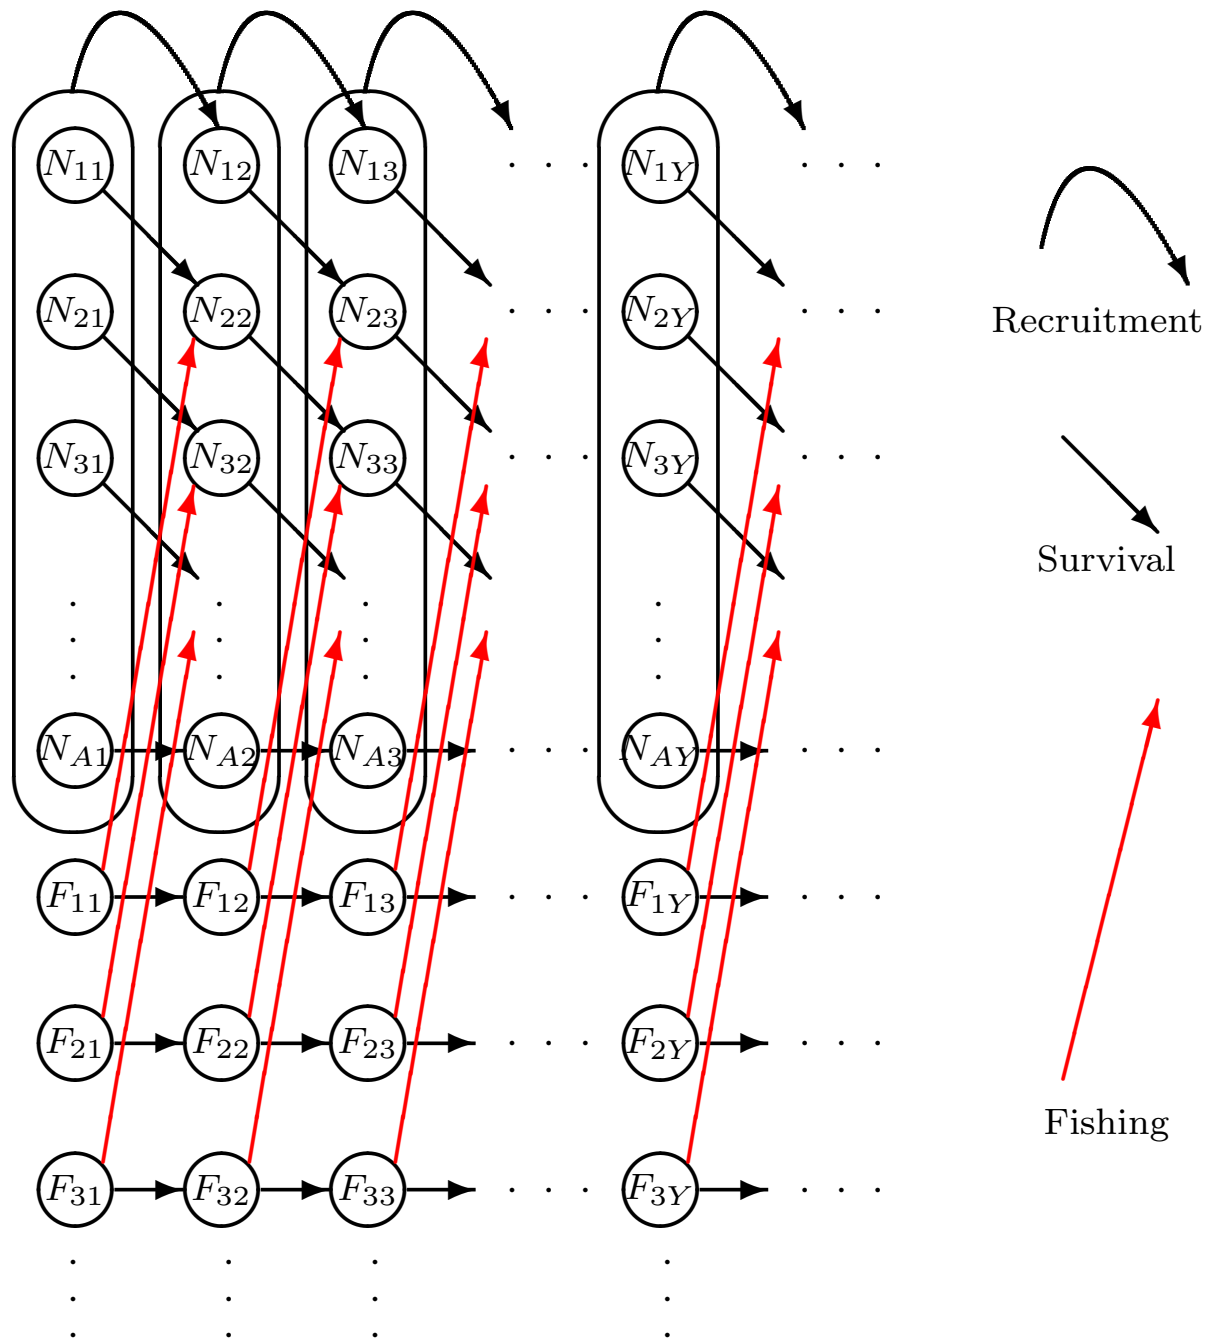 N11 N12 N13 . . . N1Y . . .
N21 N22 N23 . . . N2Y . . .
Recruitment
N31 N32 N33 . . . N3Y . . .
Survival
. . . . .
. . . . .
. . . . .
NA1 NA2 NA3 . . . NAY . . .
F11 F12 F13 . . . F1Y . . .
F21 F22 F23 . . . F2Y . . .
Fishing
F31 F32 F33 . . . F3Y . . .
. . . .
. . . .
. . . .